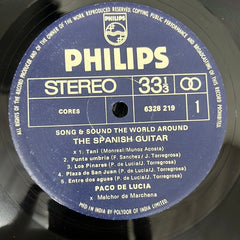 PHILIPS
STEREO 33⅓
CORES 6328 219 1
SONG & SOUND THE WORLD AROUND
THE SPANISH GUITAR
x 1. Tani (Monreal/Munoz Acosta)
2. Punta umbria (F. Sanchez/J. Torregrosa)
3. Los Pinares (P. de Lucia/J. Torregrosa)
4. Plaza de San Juan (P. de Lucia/J. Torregrosa)
5. Entre dos aguas (P. de Lucia/J. Torregrosa)
PACO DE LUCIA
x Melchor de Marchena
MADE IN INDIA BY POLYDOR OF INDIA LIMITED.